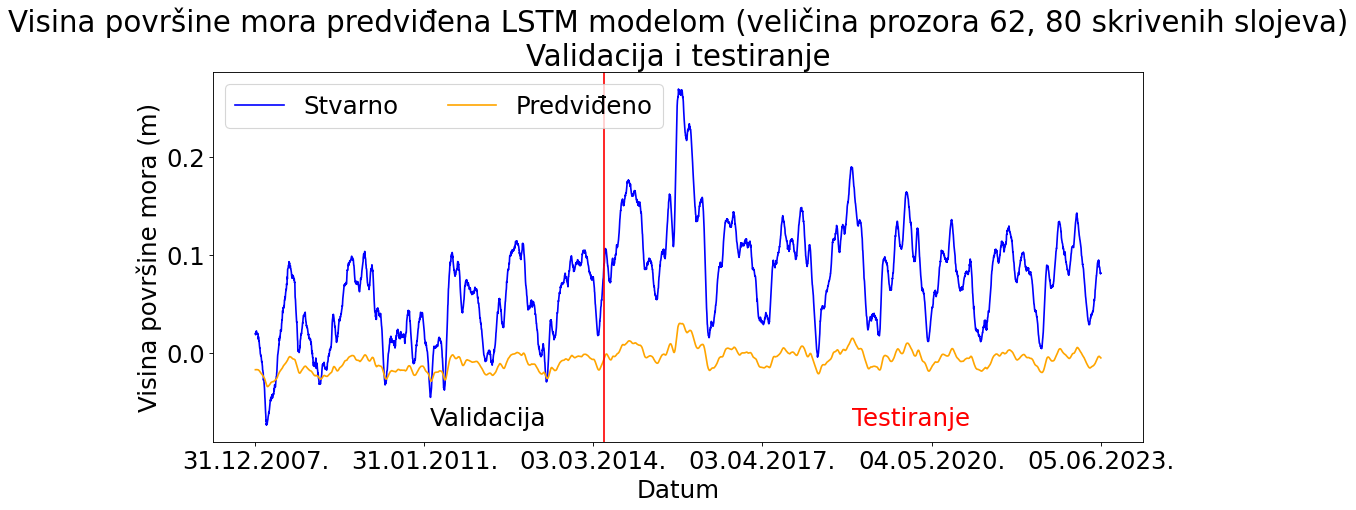 Visina površine mora predviđena LSTM modelom (veličina prozora 62, 80 skrivenih slojeva)
Validacija i testiranje
Stvarno
Predviđeno
Visina površine mora (m)
0.2
0.1
0.0
Validacija
Testiranje
31.12.2007.
31.01.2011.
03.03.2014.
03.04.2017.
04.05.2020.
05.06.2023.
Datum